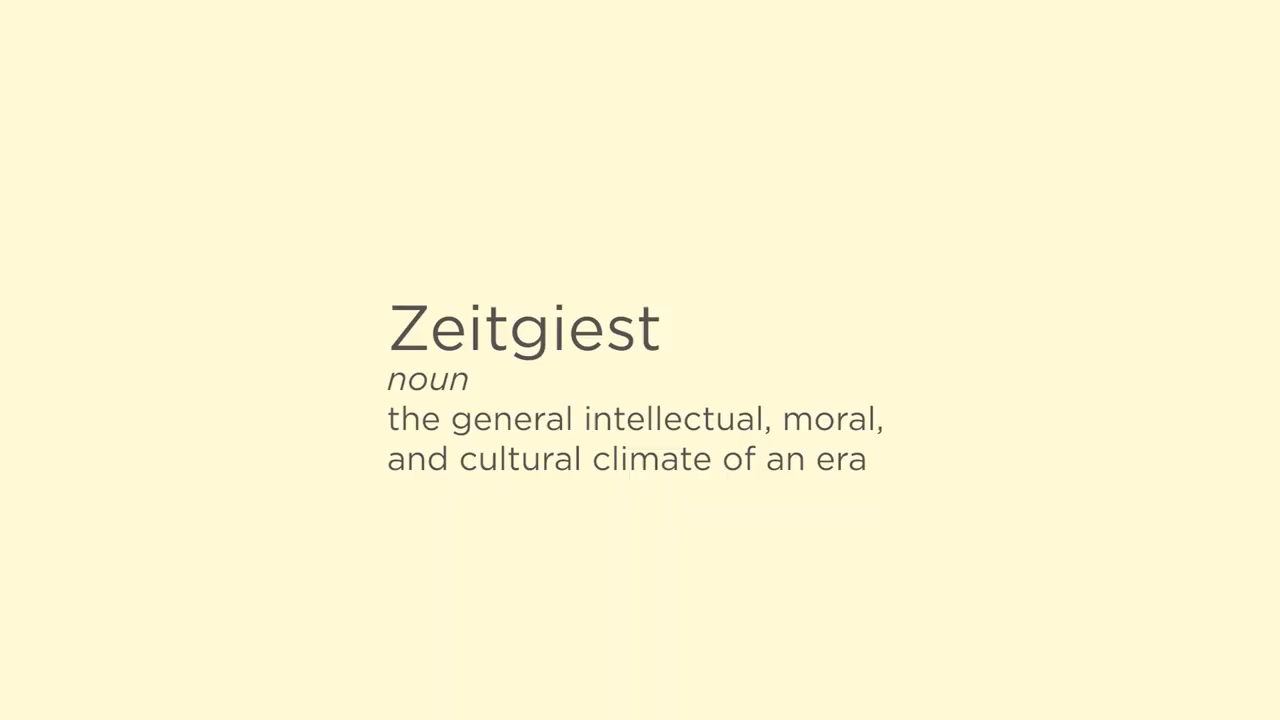 Zeitgiest
noun
the general intellectual, moral,
and cultural climate of an era